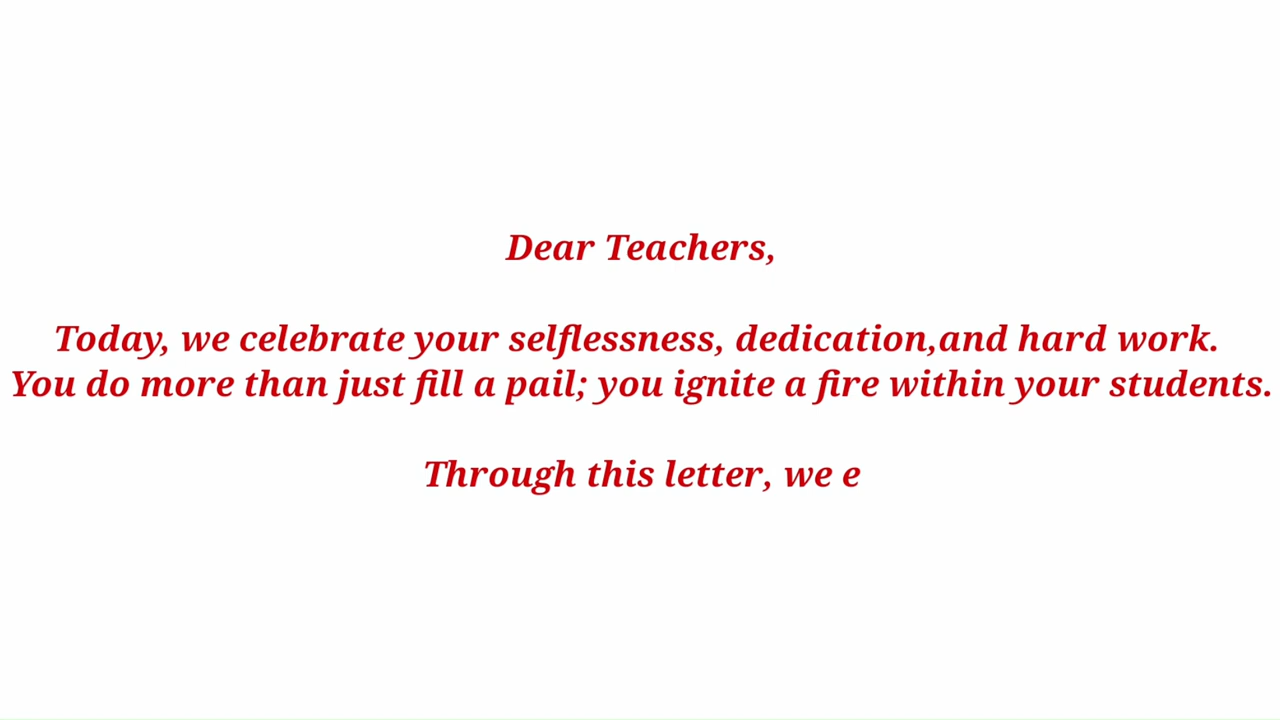 Dear Teachers,
Today, we celebrate your selflessness, dedication,and hard work.
You do more than just fill a pail; you ignite a fire within your students.
Through this letter, we e